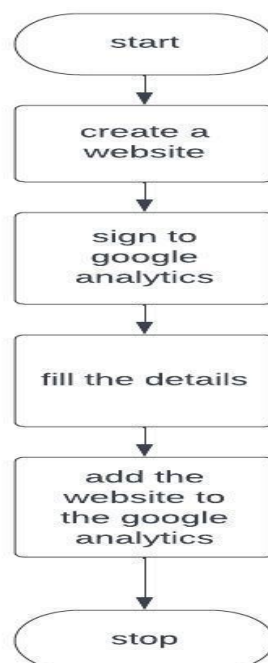 start
create a
website
sign to
google
analytics
fill the details
add the
website to
the google
analytics
stop